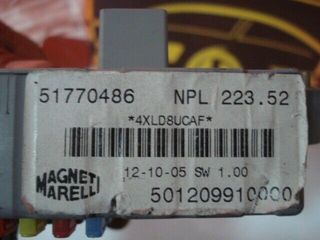 51770486 NPL 223.52
*4XLD8UCAF*
12-10-05 SW 1.00
MAGNETI
MARELLI
501209910000